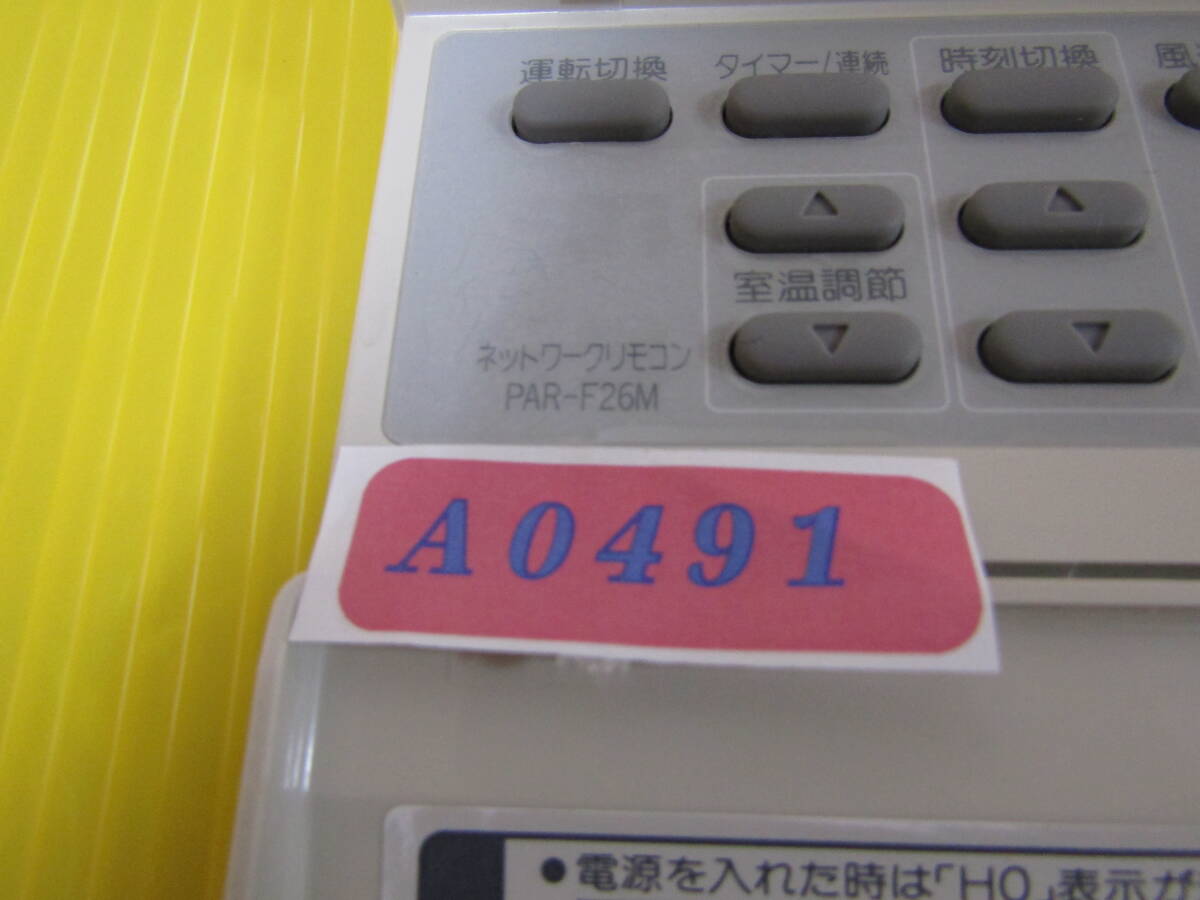 運転切換
タイマー/連続
時刻切換
風
室温調節
ネットワークリモコン
PAR-F26M
A0491
●電源を入れた時は「HO」表示が